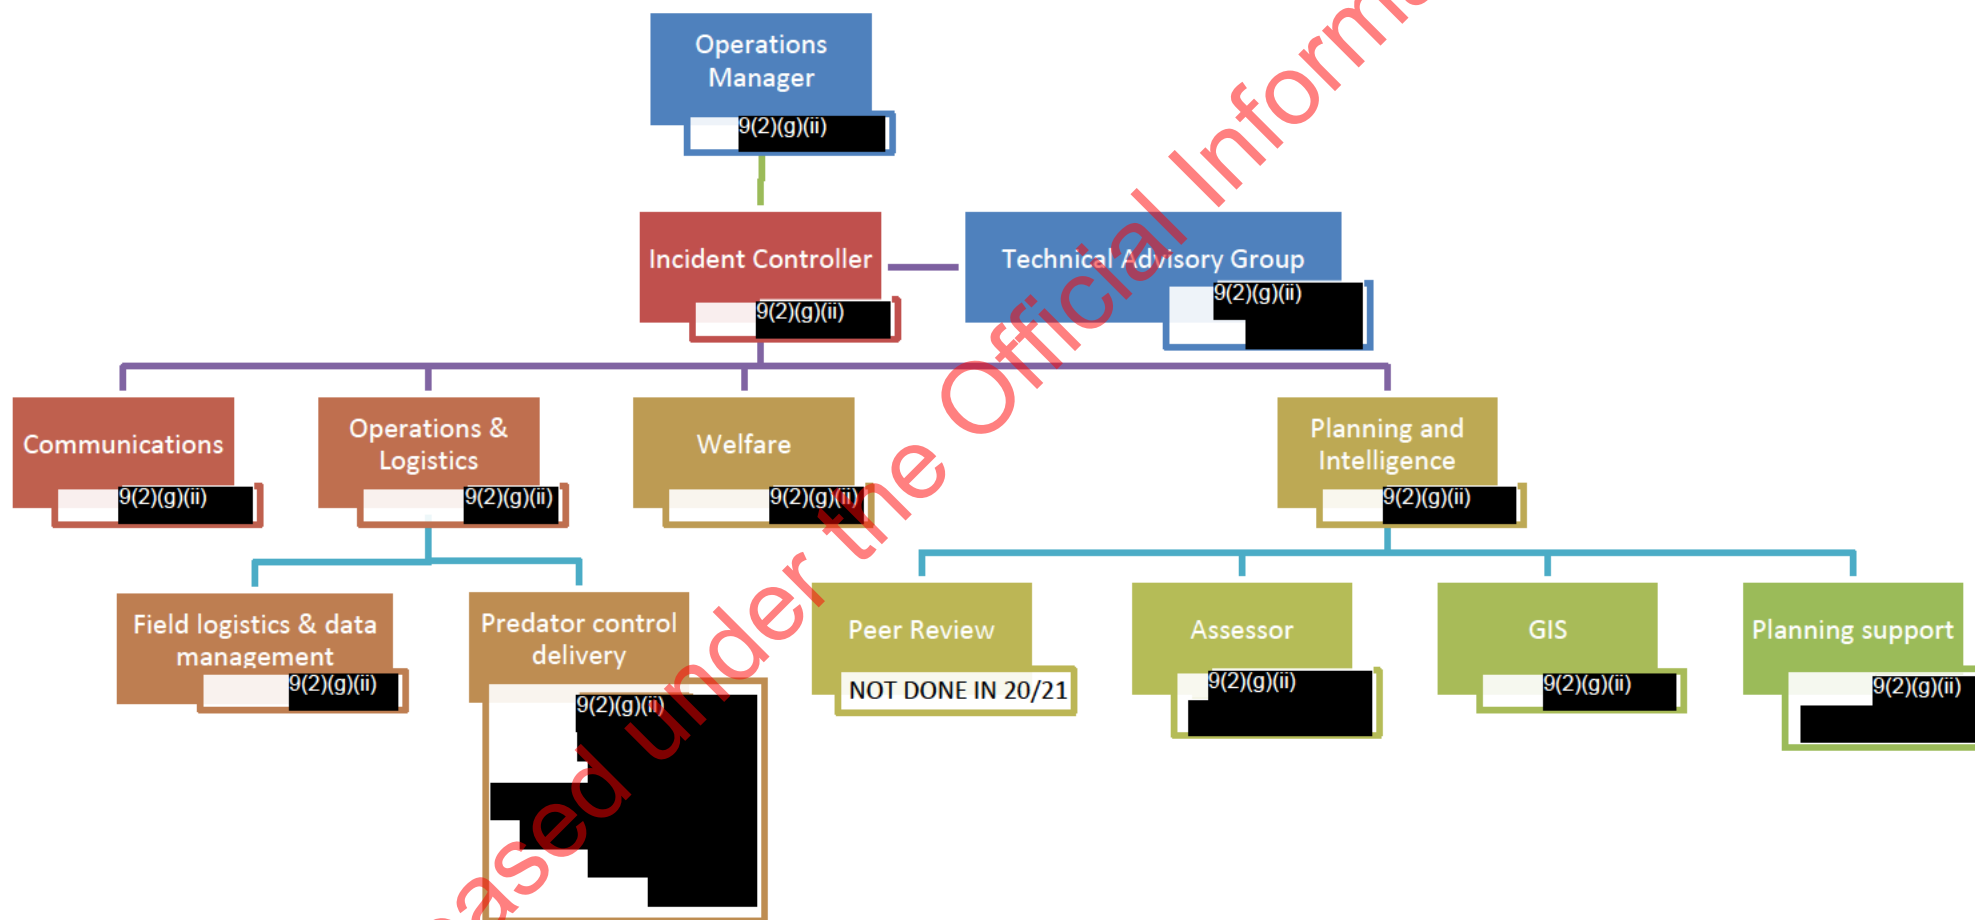 Operations
Manager
9(2)(g)(ii)
Incident Controller
9(2)(g)(ii)
Technical Advisory Group
9(2)(g)(ii)
Communications
9(2)(g)(ii)
Operations &
Logistics
9(2)(g)(ii)
Welfare
9(2)(g)(ii)
Planning and
Intelligence
9(2)(g)(ii)
Field logistics & data
management
9(2)(g)(ii)
Predator control
delivery
9(2)(g)(ii)
Peer Review
NOT DONE IN 20/21
Assessor
9(2)(g)(ii)
GIS
9(2)(g)(ii)
Planning support
9(2)(g)(ii)
ased under the Official Inform